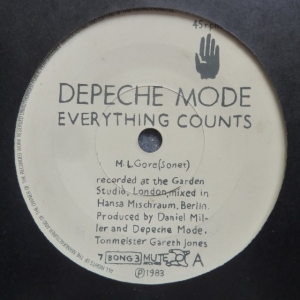 45rpm
DEPECHE MODE
EVERYTHING COUNTS
M.L.Gore(Sonet)
recorded at the Garden
Studio, London, mixed in
Hansa Mischraum, Berlin.
Produced by Daniel Mil-
ler and Depeche Mode.
Tonmeister Gareth Jones
7 BONG 3 MUTE A
℗1983